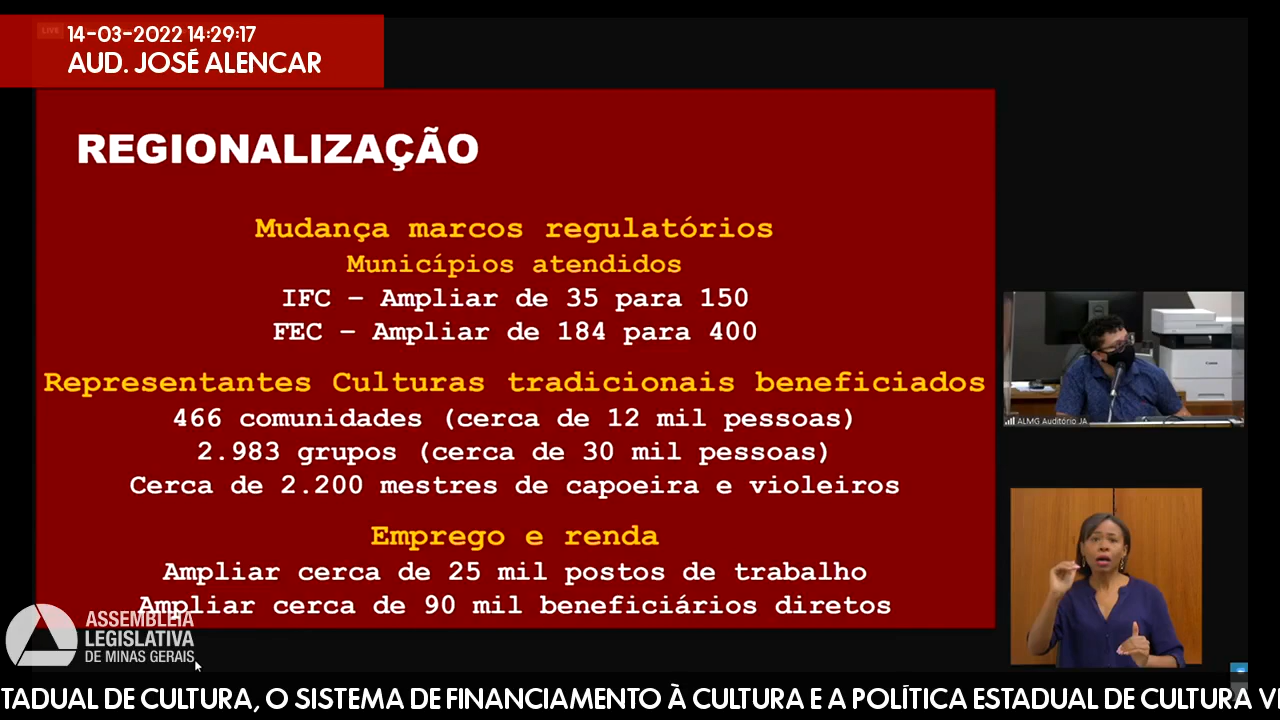 LIVE
14-03-2022 14:29:17
AUD. JOSÉ ALENCAR
REGIONALIZAÇÃO
Mudança marcos regulatórios
Municípios atendidos
IFC – Ampliar de 35 para 150
FEC – Ampliar de 184 para 400
Representantes Culturas tradicionais beneficiados
466 comunidades (cerca de 12 mil pessoas)
2.983 grupos (cerca de 30 mil pessoas)
Cerca de 2.200 mestres de capoeira e violeiros
Emprego e renda
Ampliar cerca de 25 mil postos de trabalho
Ampliar cerca de 90 mil beneficiários diretos
ALMG Auditório JA
ASSEMBLEIA
LEGISLATIVA
DE MINAS GERAIS
TADUAL DE CULTURA, O SISTEMA DE FINANCIAMENTO À CULTURA E A POLÍTICA ESTADUAL DE CULTURA VI